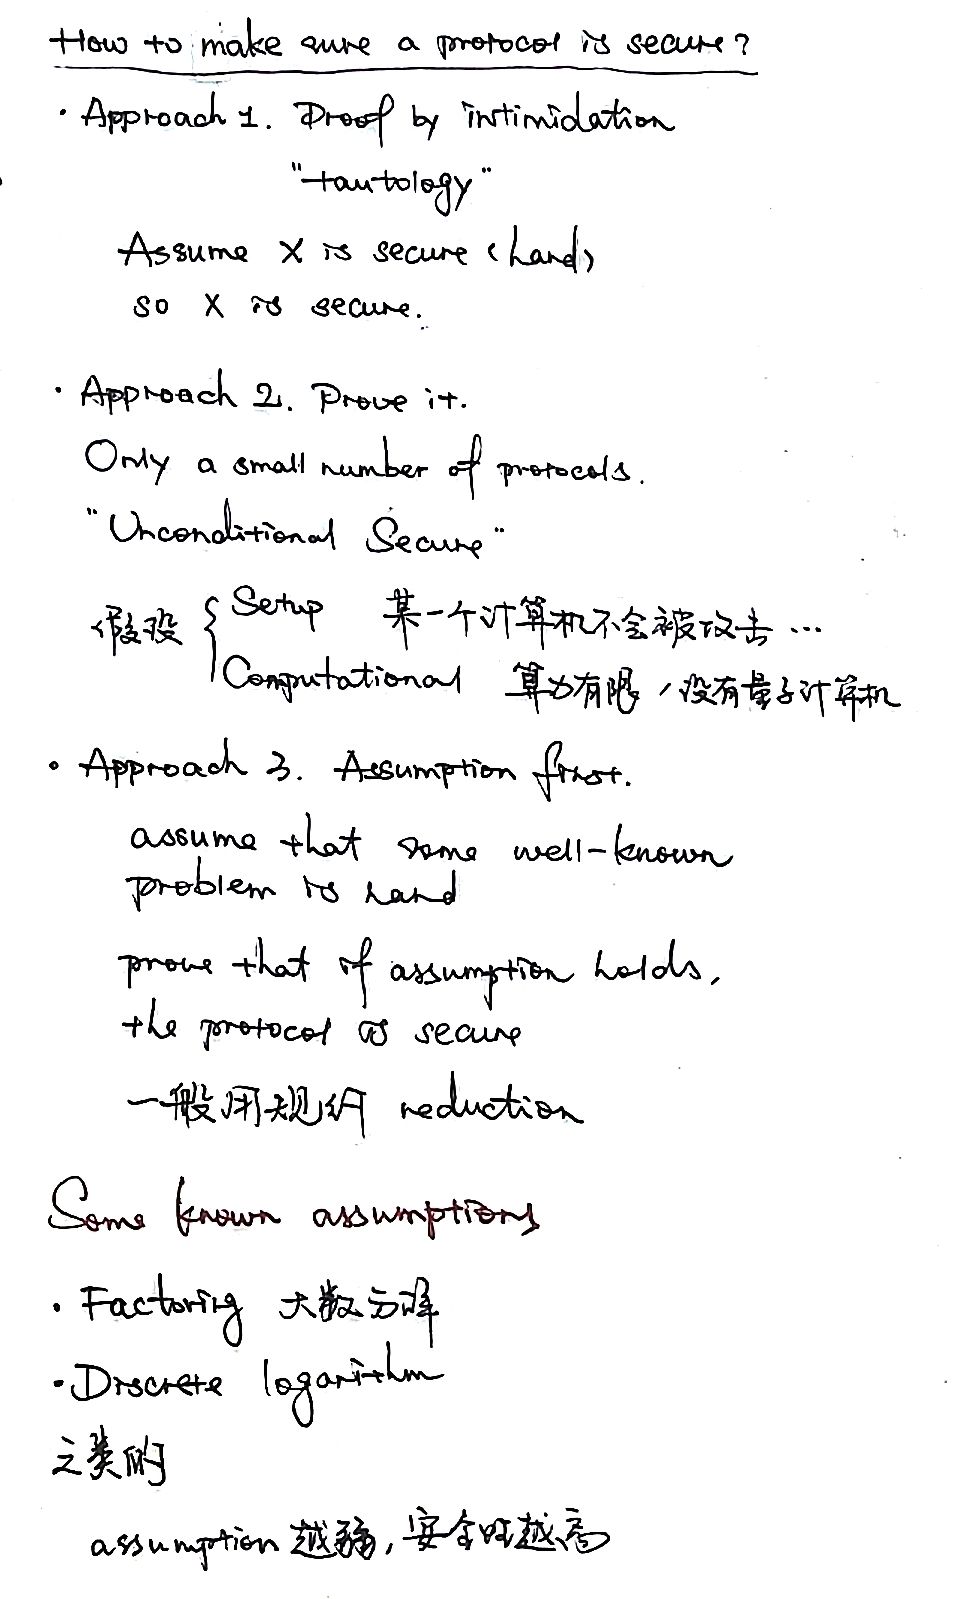 How to make sure a protocol is secure?
· Approach 1. Proof by intimidation
"tautology"
Assume X is secure (hard)
so X is secure.
· Approach 2. Prove it.
Only a small number of protocols.
"Unconditional Secure"
假设 { Setup 某一个计算机不会被攻击...
Computational 算力有限,没有量子计算机
· Approach 3. Assumption first.
assume that some well-known
problem is hard
prove that if assumption holds,
the protocol is secure
一般用规约 reduction
Some known assumptions
· Factoring 大数分解
· Discrete logarithm
之类的
assumption 越弱,安全性越高